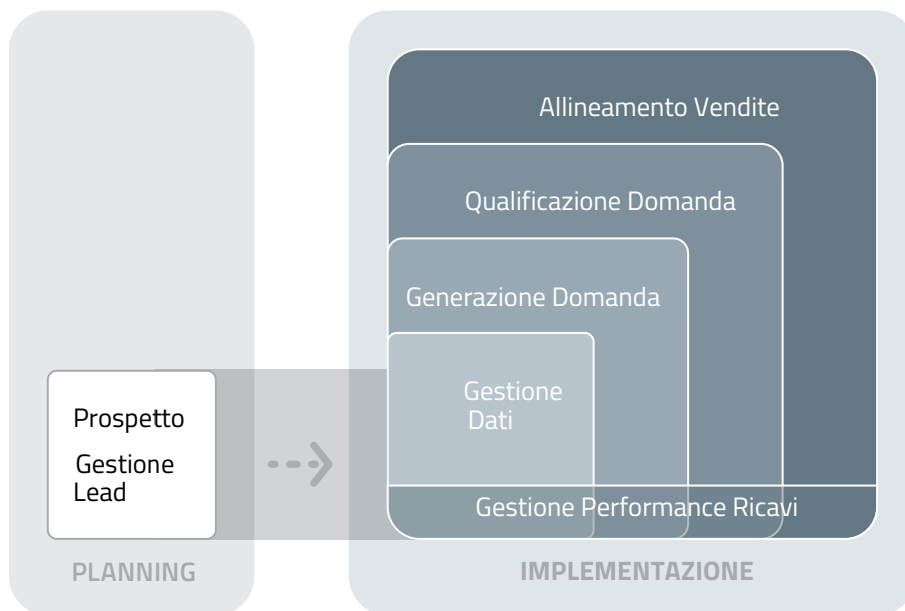 Allineamento Vendite
Qualificazione Domanda
Generazione Domanda
Gestione
Dati
Prospetto
Gestione
Lead
Gestione Performance Ricavi
PLANNING
IMPLEMENTAZIONE